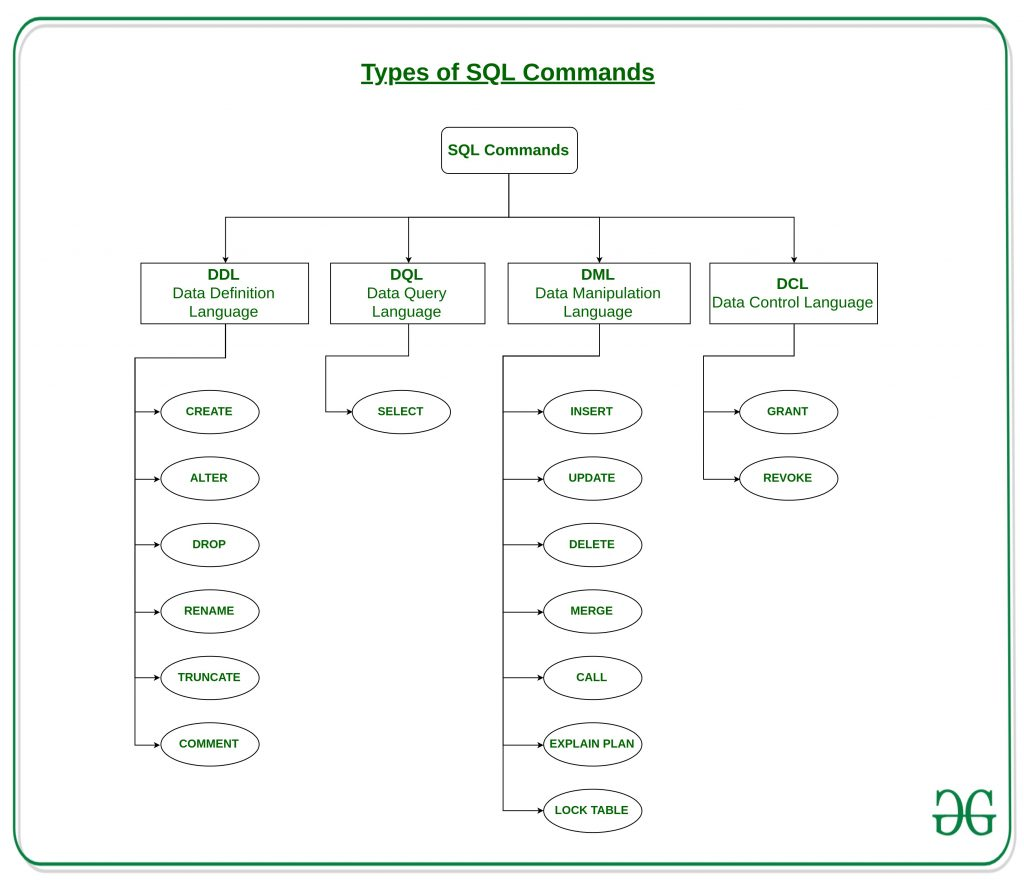 Types of SQL Commands
SQL Commands
DDL
Data Definition
Language
DQL
Data Query
Language
DML
Data Manipulation
Language
DCL
Data Control Language
CREATE
ALTER
DROP
RENAME
TRUNCATE
COMMENT
SELECT
INSERT
UPDATE
DELETE
MERGE
CALL
EXPLAIN PLAN
LOCK TABLE
GRANT
REVOKE